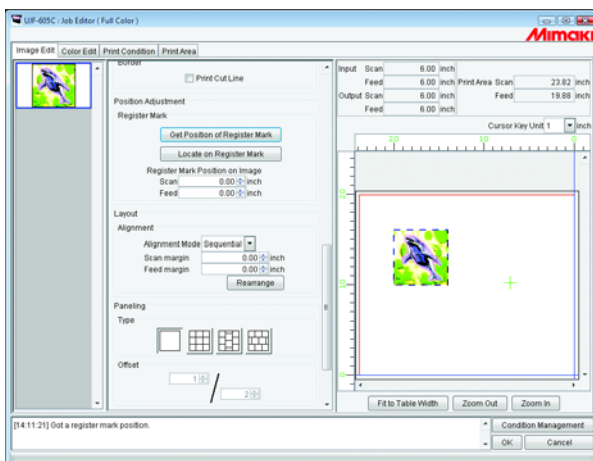 UJF-605C : Job Editor ( Full Color )
Mimaki
Image Edit Color Edit Print Condition Print Area
Border
Print Cut Line
Position Adjustment
Register Mark
Get Position of Register Mark
Locate on Register Mark
Register Mark Position on Image
Scan 0.00 inch
Feed 0.00 inch
Layout
Alignment
Alignment Mode Sequential
Scan margin 0.00 inch
Feed margin 0.00 inch
Rearrange
Paneling
Type
Offset
1 / 2
Input Scan 6.00 inch
Feed 6.00 inch Print Area Scan 23.82 inch
Output Scan 6.00 inch Feed 19.88 inch
Feed 6.00 inch
Cursor Key Unit 1 inch
20 10 0
20
10
0
Fit to Table Width Zoom Out Zoom In
[14:11:21] Got a register mark position.
Condition Management
OK Cancel